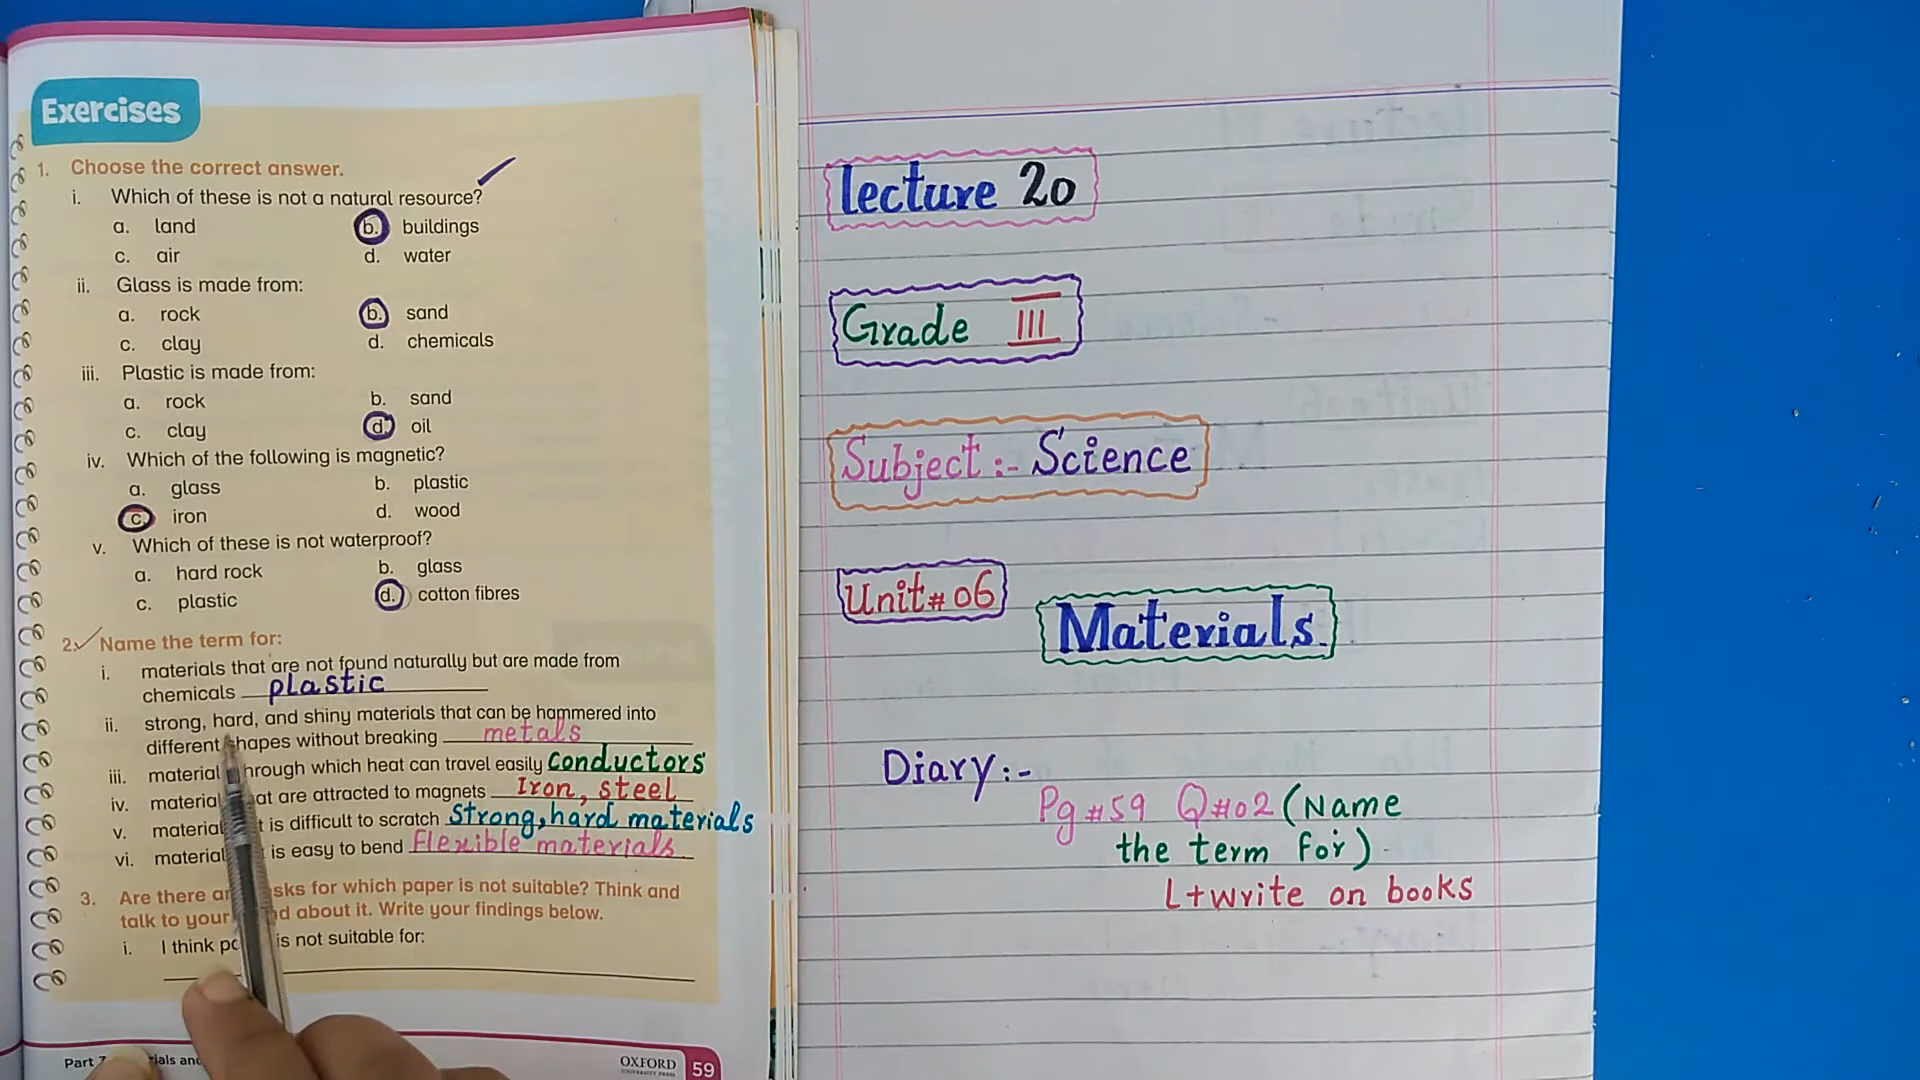 Exercises
1. Choose the correct answer.
i. Which of these is not a natural resource?
a. land b. buildings
c. air d. water
ii. Glass is made from:
a. rock b. sand
c. clay d. chemicals
iii. Plastic is made from:
a. rock b. sand
c. clay d. oil
iv. Which of the following is magnetic?
a. glass b. plastic
c. iron d. wood
v. Which of these is not waterproof?
a. hard rock b. glass
c. plastic d. cotton fibres
2. Name the term for:
i. materials that are not found naturally but are made from
chemicals plastic
ii. strong, hard, and shiny materials that can be hammered into
different shapes without breaking metals
iii. material through which heat can travel easily conductors
iv. material are attracted to magnets Iron, steel
v. material is difficult to scratch Strong, hard materials
vi. material is easy to bend Flexible materials
3. Are there for which paper is not suitable? Think and
talk to your about it. Write your findings below.
i. I think is not suitable for:
Part
OXFORD
UNIVERSITY PRESS
59
lecture 20
Grade III
Subject :- Science
Unit# 06
Materials
Diary:-
Pg #59 Q#02 (Name
the term for)
L+write on books